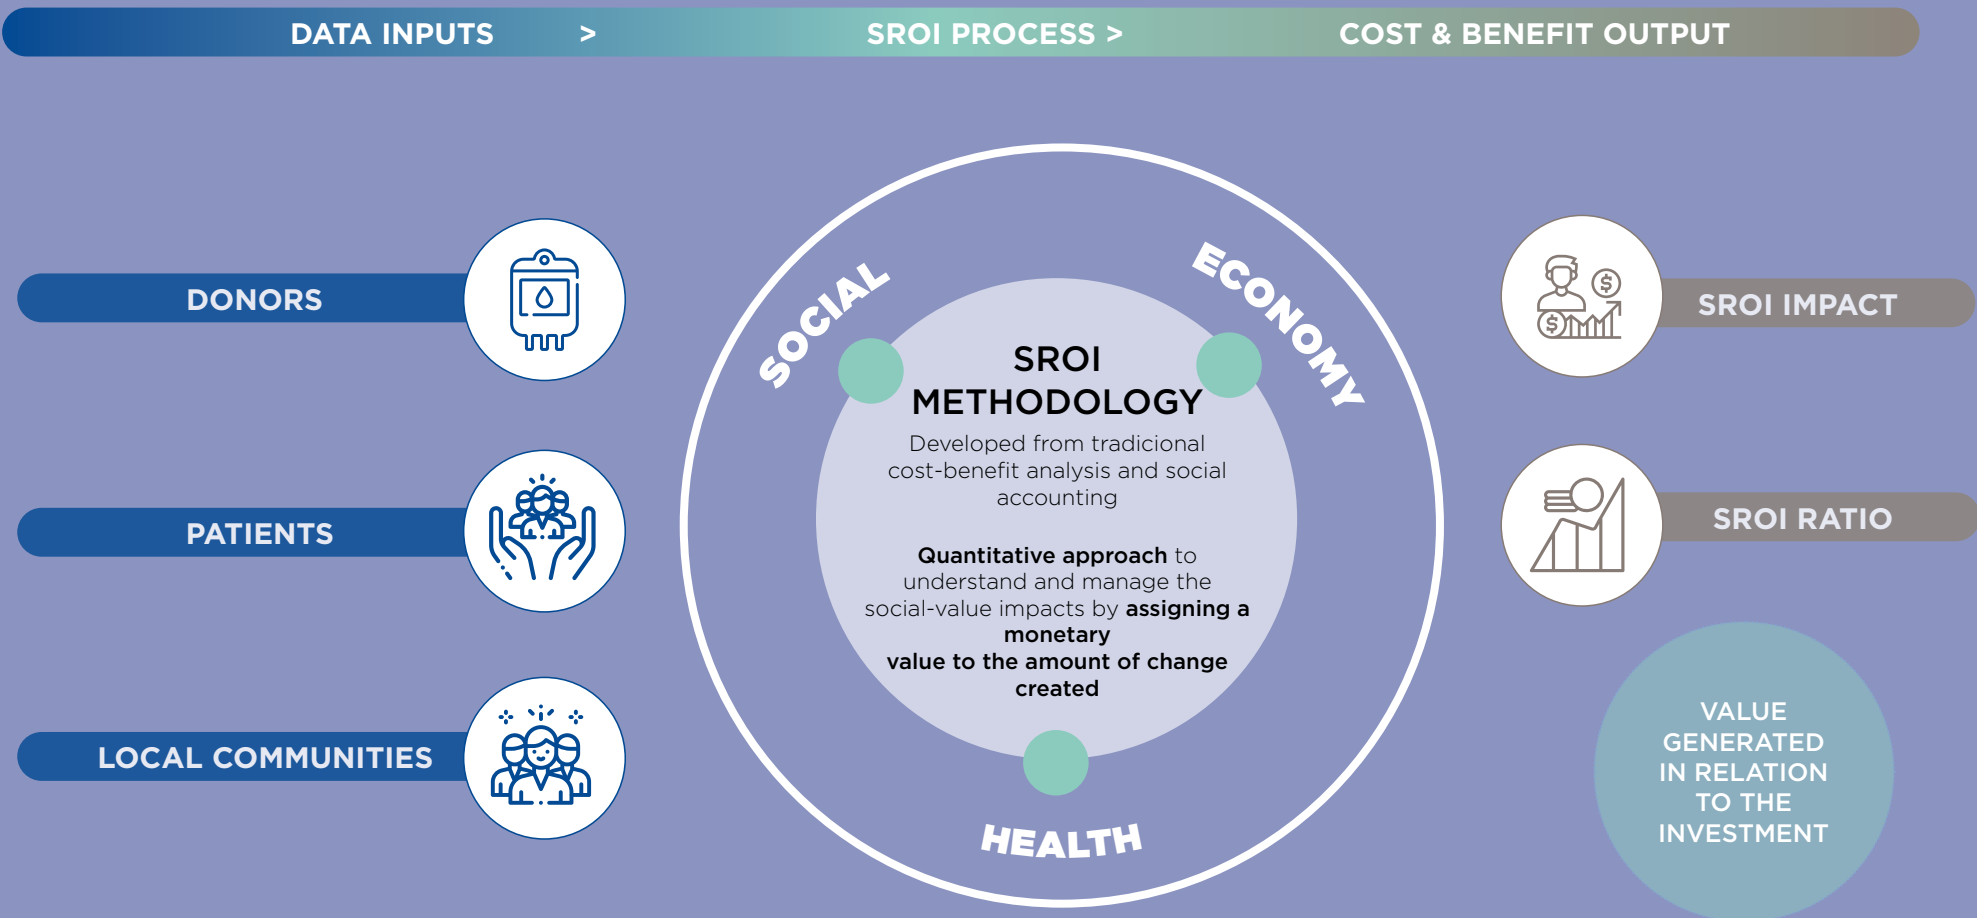 DATA INPUTS > SROI PROCESS > COST & BENEFIT OUTPUT
DONORS
PATIENTS
LOCAL COMMUNITIES
SOCIAL
ECONOMY
HEALTH
SROI
METHODOLOGY
Developed from tradicional
cost-benefit analysis and social
accounting
Quantitative approach to
understand and manage the
social-value impacts by assigning a
monetary
value to the amount of change
created
SROI IMPACT
SROI RATIO
VALUE
GENERATED
IN RELATION
TO THE
INVESTMENT